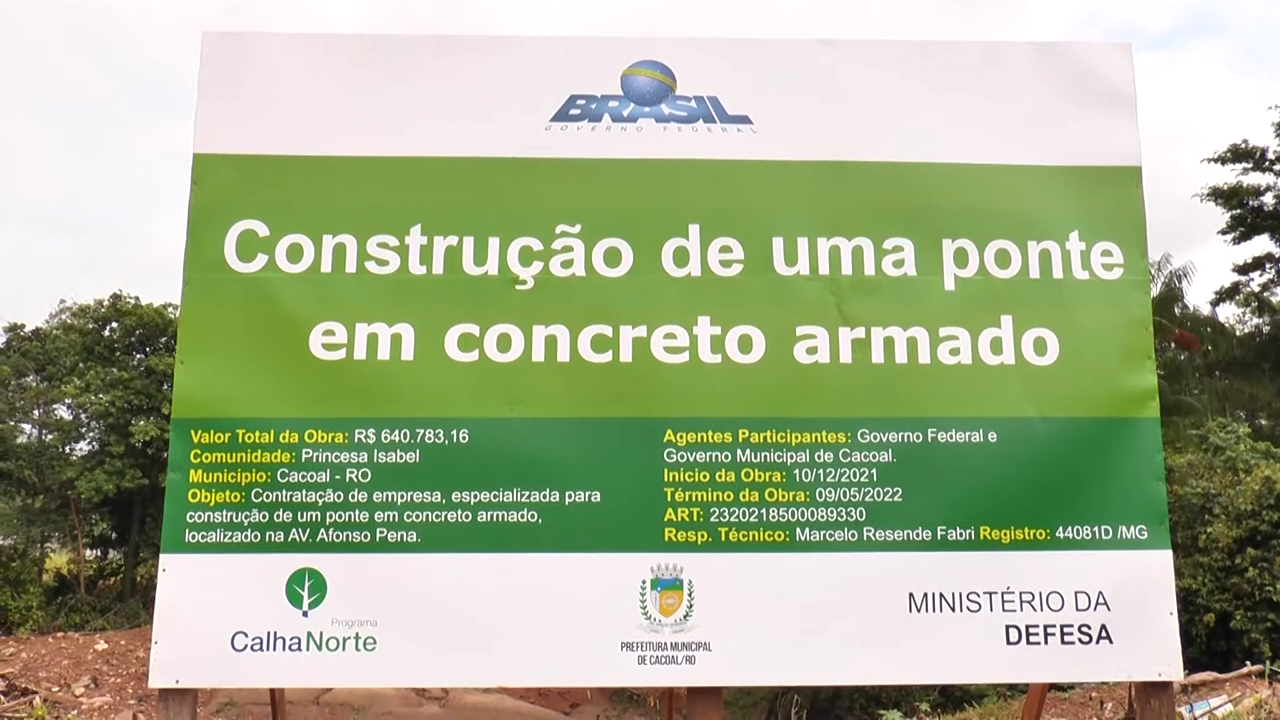 BRASIL
GOVERNO FEDERAL
Construção de uma ponte
em concreto armado
Valor Total da Obra: R$ 640.783,16
Comunidade: Princesa Isabel
Município: Cacoal - RO
Objeto: Contratação de empresa, especializada para
construção de um ponte em concreto armado,
localizado na AV. Afonso Pena.
Agentes Participantes: Governo Federal e
Governo Municipal de Cacoal.
Início da Obra: 10/12/2021
Término da Obra: 09/05/2022
ART: 2320218500089330
Resp. Técnico: Marcelo Resende Fabri Registro: 44081D /MG
Programa
CalhaNorte
PREFEITURA MUNICIPAL
DE CACOAL/RO
MINISTÉRIO DA
DEFESA